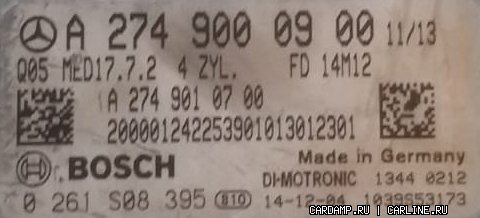 A 274 900 09 00 11/13
Q05 MED17.7.2 4 ZYL. FD 14M12
A 274 901 07 00
200001242253901013012301
BOSCH Made in Germany
DI-MOTRONIC 1344 0212
0 261 S08 395 810 14-12-04 1039S53173
CARDAMP.RU | CARLINE.RU